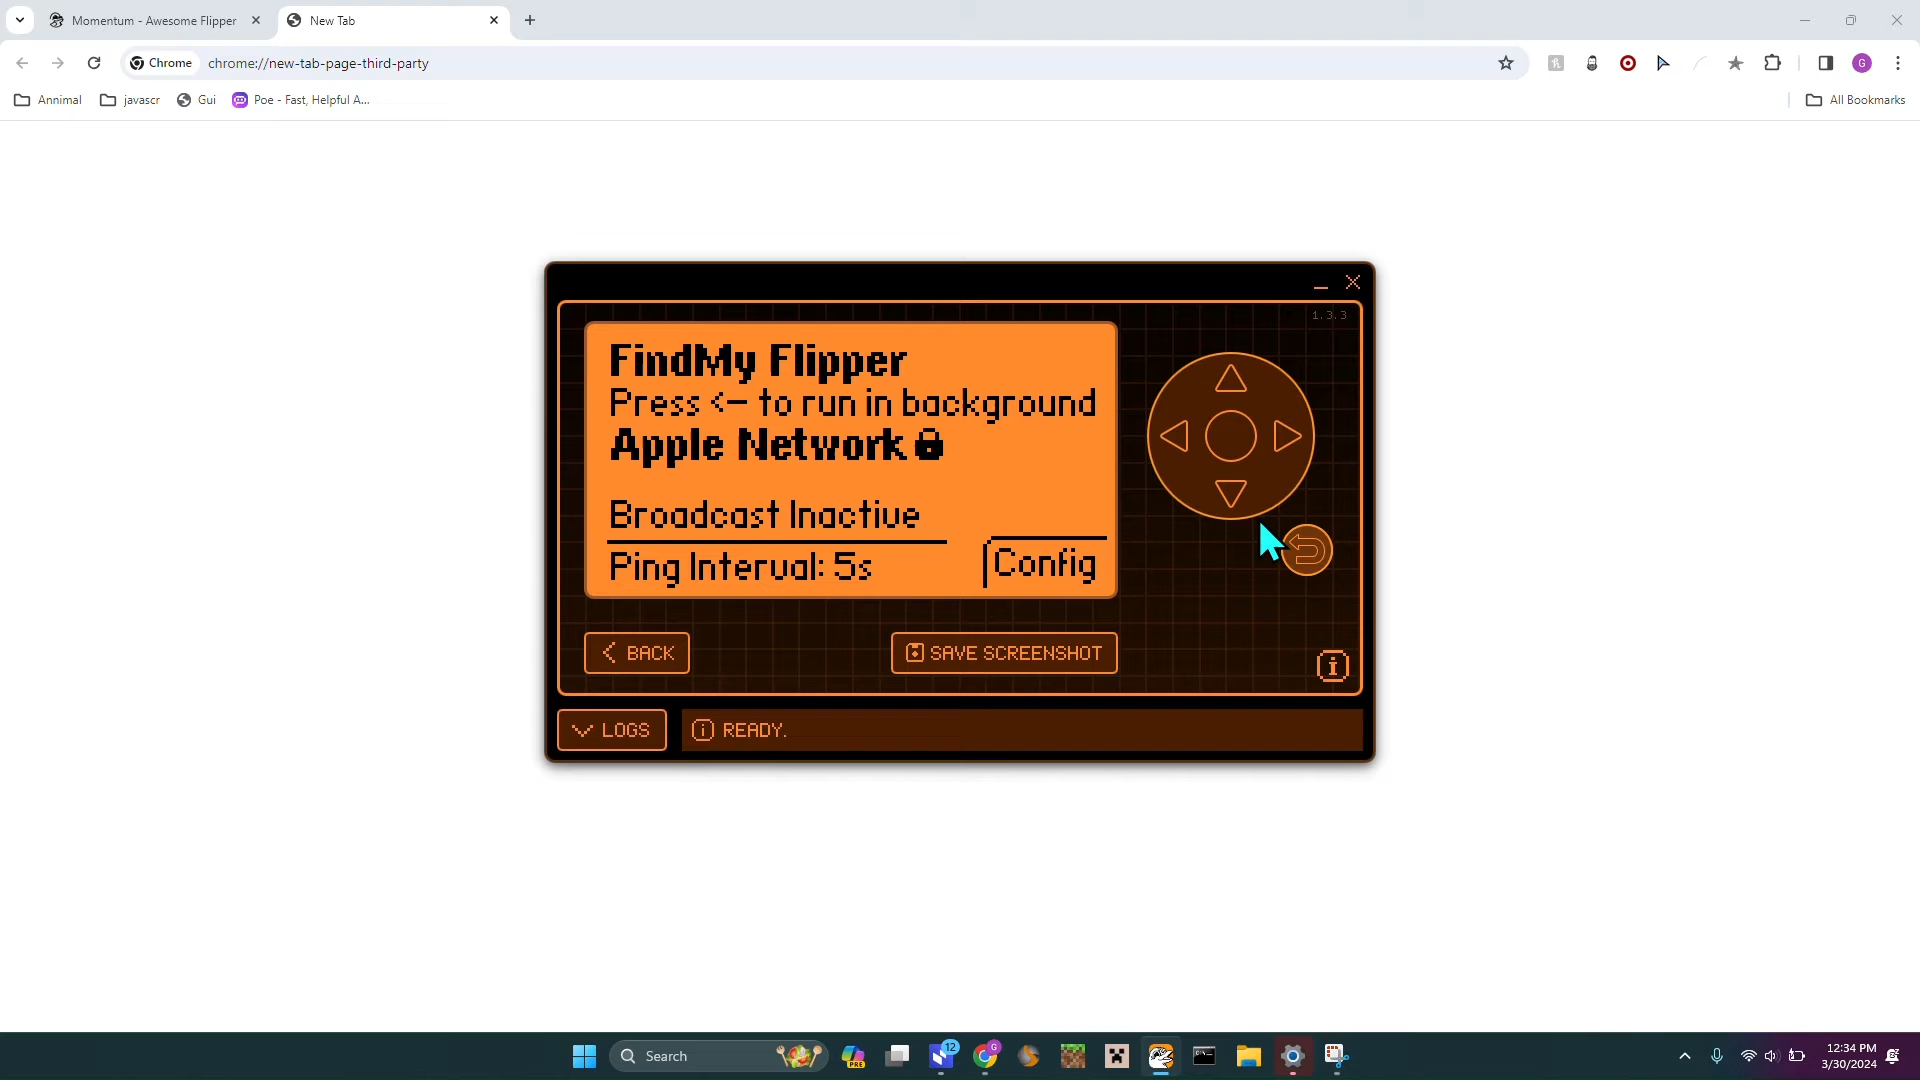 Momentum - Awesome Flipper
New Tab
Chrome
chrome://new-tab-page-third-party
G
Annimal
javascr
Gui
Poe - Fast, Helpful A...
All Bookmarks
1.3.3
FindMy Flipper
Press <- to run in background
Apple Network
Broadcast Inactive
Ping Interval: 5s
Config
BACK
SAVE SCREENSHOT
LOGS
READY.
Search
PRE
12
G
12:34 PM
3/30/2024